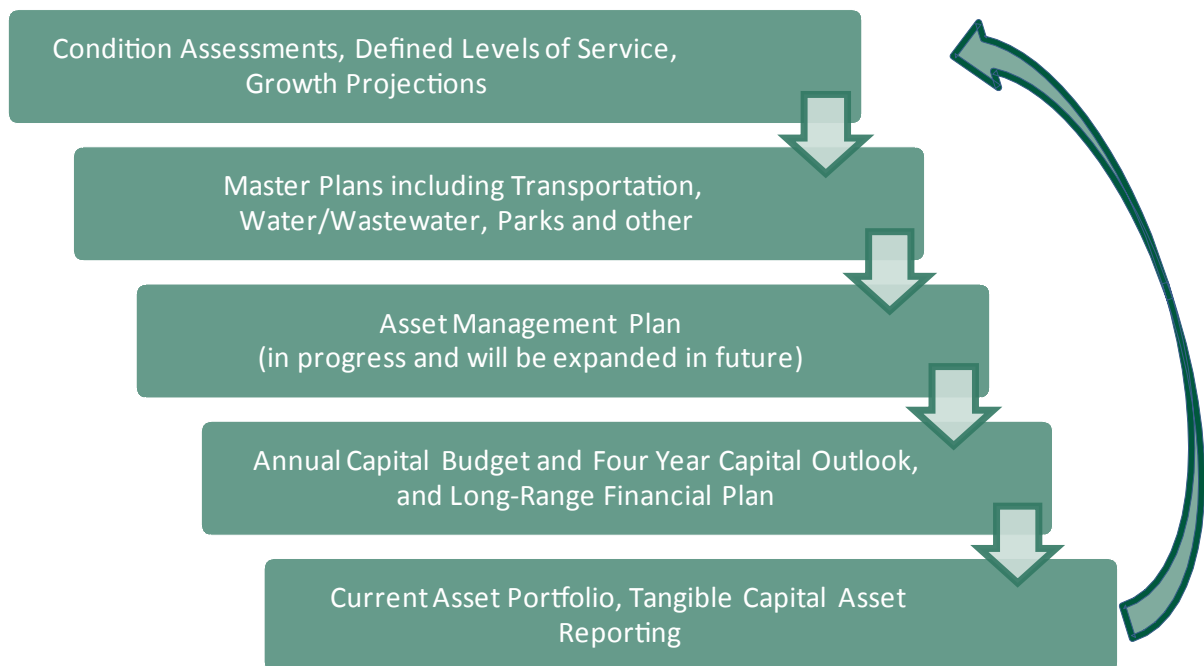 Condition Assessments, Defined Levels of Service,
Growth Projections
Master Plans including Transportation,
Water/Wastewater, Parks and other
Asset Management Plan
(in progress and will be expanded in future)
Annual Capital Budget and Four Year Capital Outlook,
and Long-Range Financial Plan
Current Asset Portfolio, Tangible Capital Asset
Reporting